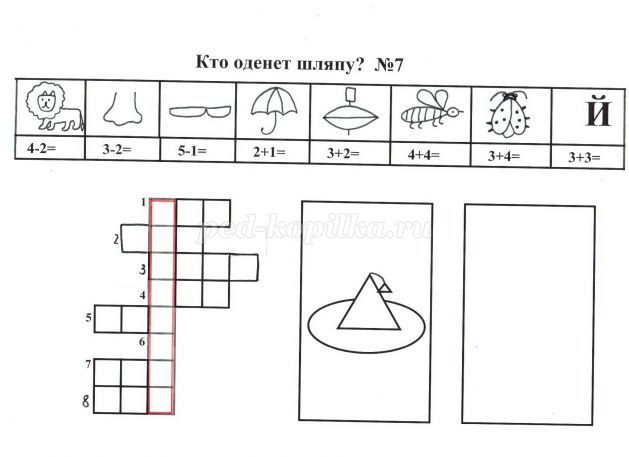 Кто оденет шляпу? №7
Й
4-2= 3-2= 5-1= 2+1= 3+2= 4+4= 3+4= 3+3=
1
2
3
4
5
6
7
8
ped-kopilka.ru